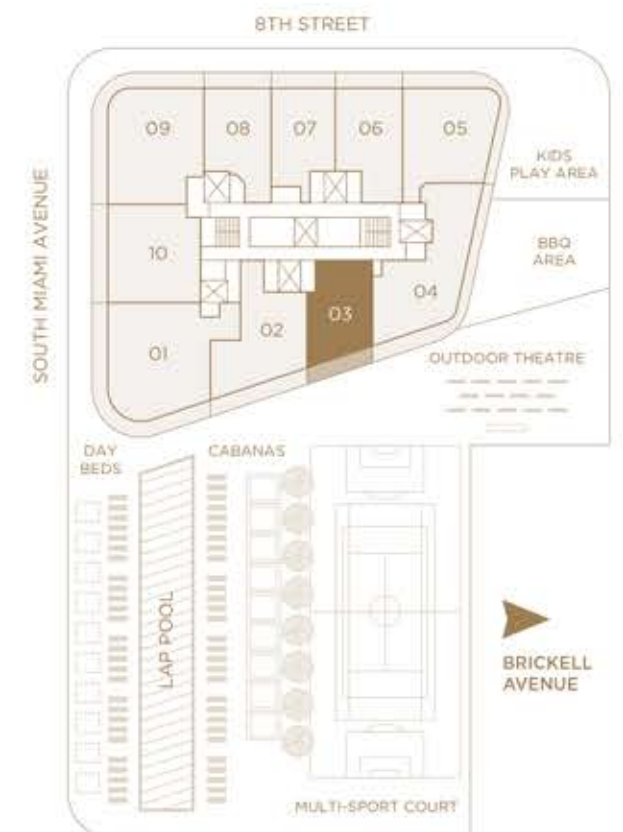 8TH STREET
SOUTH MIAMI AVENUE
09
08
07
06
05
KIDS
PLAY AREA
10
BBQ
AREA
04
03
02
01
OUTDOOR THEATRE
DAY
BEDS
CABANAS
LAP POOL
BRICKELL
AVENUE
MULTI-SPORT COURT